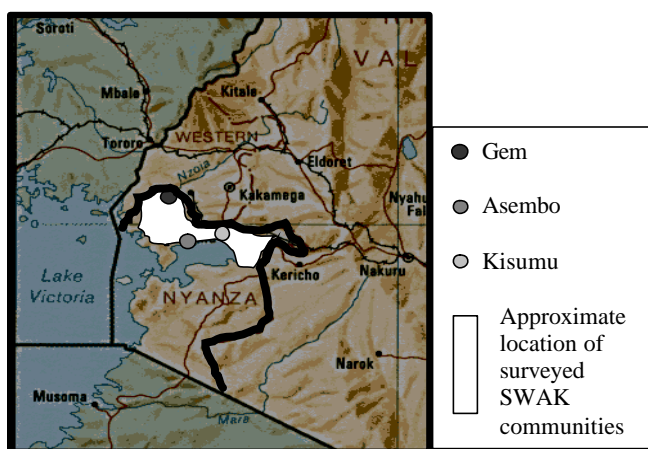 Soroti
Mbale
Kitale
Tororo
WESTERN
Eldoret
Nzoia
Kakamega
Nyahu
Fal
Lake
Victoria
Kericho
Nakuru
NYANZA
Narok
Musoma
Mara
VAL
Gem
Asembo
Kisumu
Approximate
location of
surveyed
SWAK
communities